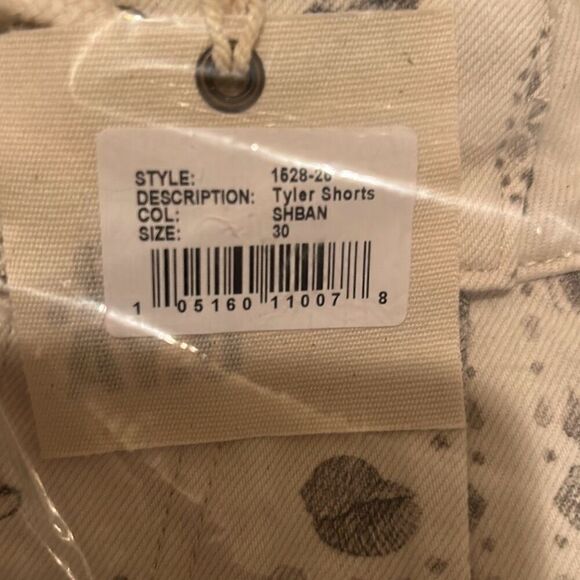 STYLE: 1528-26
DESCRIPTION: Tyler Shorts
COL: SHBAN
SIZE: 30
1 05160 11007 8